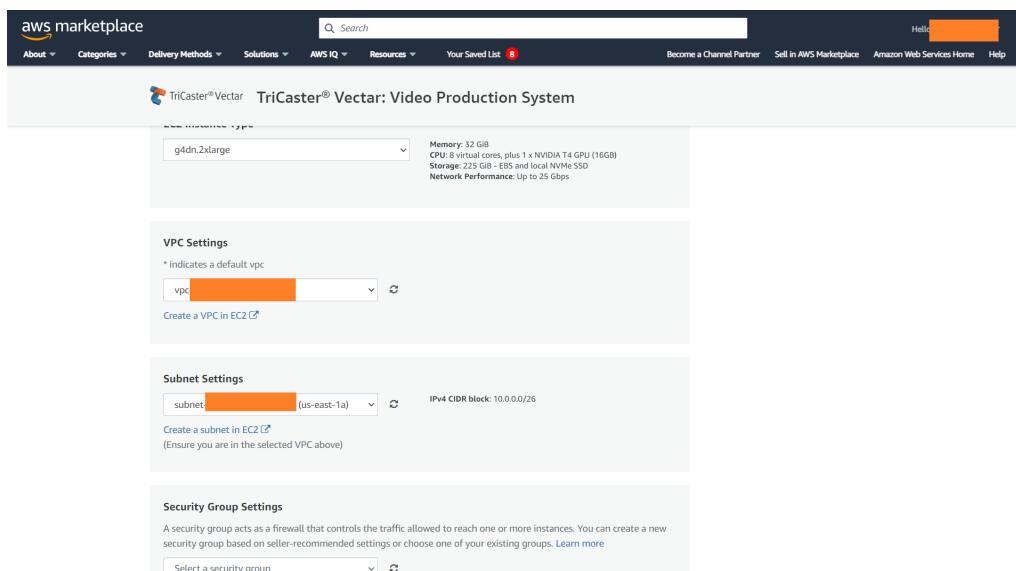 aws marketplace
Search
Hello
About
Categories
Delivery Methods
Solutions
AWS IQ
Resources
Your Saved List 8
Become a Channel Partner
Sell in AWS Marketplace
Amazon Web Services Home
Help
TriCaster® Vectar
TriCaster® Vectar: Video Production System
EC2 Instance Type
g4dn.2xlarge
Memory: 32 GiB
CPU: 8 virtual cores, plus 1 x NVIDIA T4 GPU (16GB)
Storage: 225 GiB - EBS and local NVMe SSD
Network Performance: Up to 25 Gbps
VPC Settings
* indicates a default vpc
vpc
Create a VPC in EC2
Subnet Settings
subnet- (us-east-1a)
IPv4 CIDR block: 10.0.0.0/26
Create a subnet in EC2
(Ensure you are in the selected VPC above)
Security Group Settings
A security group acts as a firewall that controls the traffic allowed to reach one or more instances. You can create a new
security group based on seller-recommended settings or choose one of your existing groups. Learn more
Select a security group